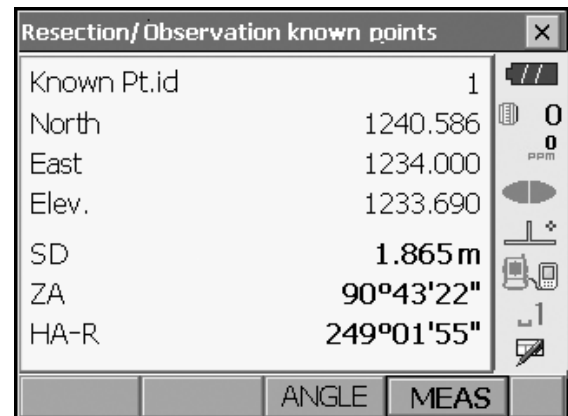 Resection/Observation known points
Known Pt.id 1
North 1240.586
East 1234.000
Elev. 1233.690
SD 1.865m
ZA 90°43'22"
HA-R 249°01'55"
0
0
PPM
1
ANGLE MEAS